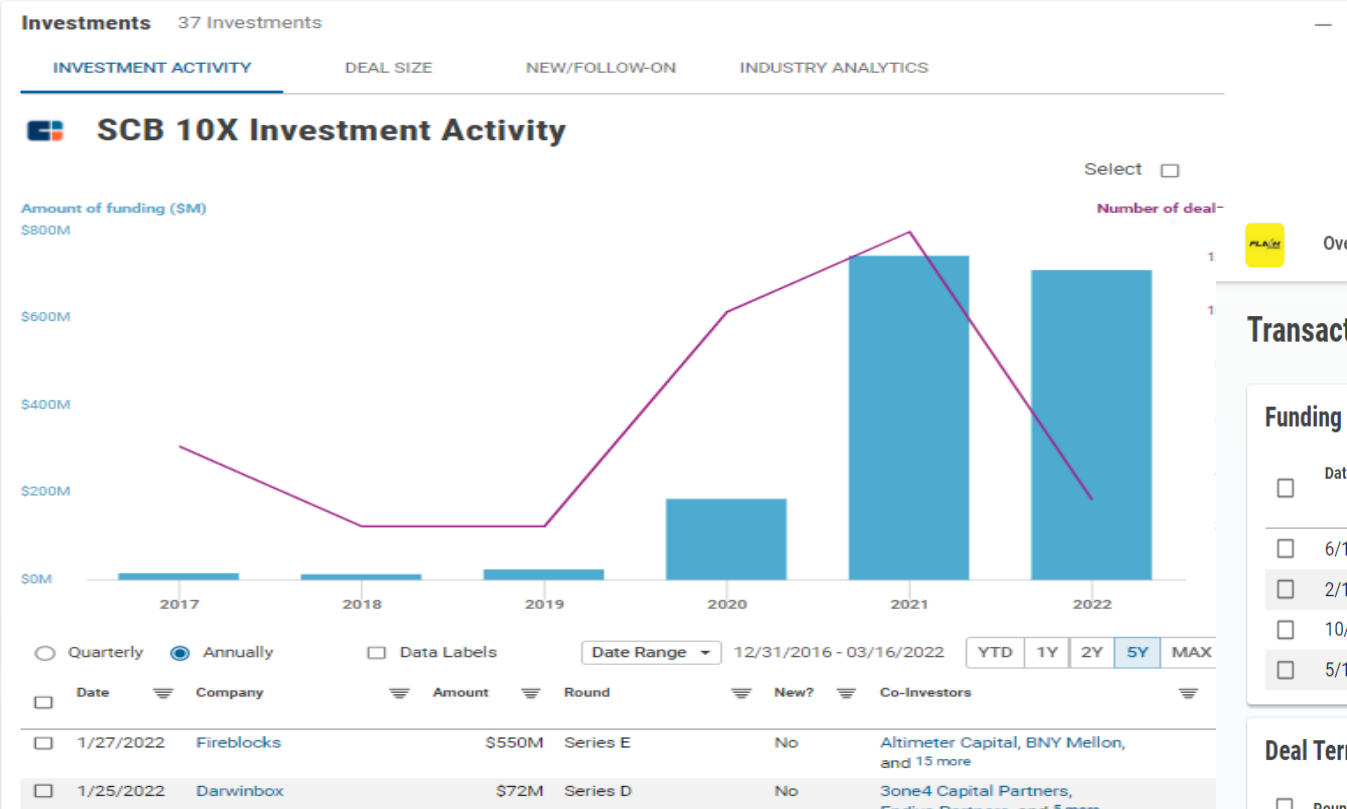 Investments 37 Investments
INVESTMENT ACTIVITY DEAL SIZE NEW/FOLLOW-ON INDUSTRY ANALYTICS
SCB 10X Investment Activity
Select
Amount of funding ($M) Number of deal
$800M
$600M
$400M
$200M
$0M
2017 2018 2019 2020 2021 2022
Quarterly Annually Data Labels Date Range 12/31/2016 - 03/16/2022 YTD 1Y 2Y 5Y MAX
Date Company Amount Round New? Co-Investors
1/27/2022 Fireblocks $550M Series E No Altimeter Capital, BNY Mellon,
and 15 more
1/25/2022 Darwinbox $72M Series D No 3one4 Capital Partners,
FLASH
Funding